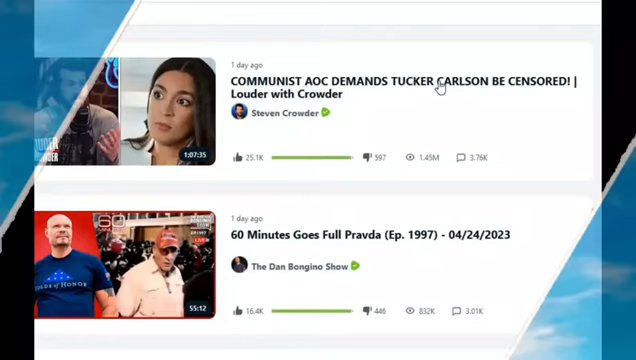 1 day ago
COMMUNIST AOC DEMANDS TUCKER CARLSON BE CENSORED! |
Louder with Crowder
Steven Crowder
1:07:35
25.1K 597 1.45M 3.76K
1 day ago
60 Minutes Goes Full Pravda (Ep. 1997) - 04/24/2023
The Dan Bongino Show
60
LIVE
55:12
16.4K 446 832K 3.01K